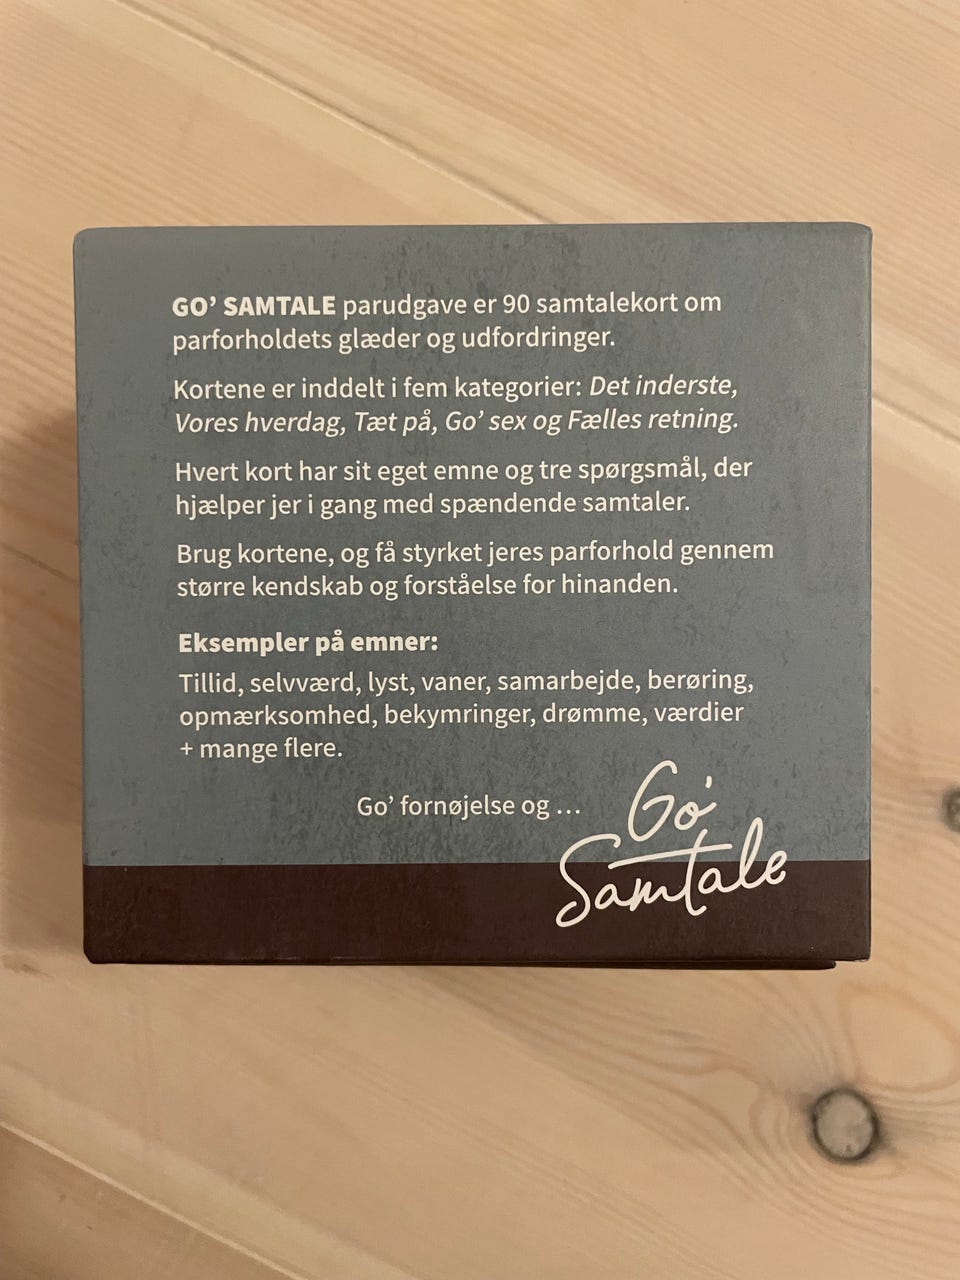 GO’ SAMTALE parudgave er 90 samtalekort om
parforholdets glæder og udfordringer.
Kortene er inddelt i fem kategorier: Det inderste,
Vores hverdag, Tæt på, Go’ sex og Fælles retning.
Hvert kort har sit eget emne og tre spørgsmål, der
hjælper jer i gang med spændende samtaler.
Brug kortene, og få styrket jeres parforhold gennem
større kendskab og forståelse for hinanden.
Eksempler på emner:
Tillid, selvværd, lyst, vaner, samarbejde, berøring,
opmærksomhed, bekymringer, drømme, værdier
+ mange flere.
Go’ fornøjelse og ...
Go’
Samtale